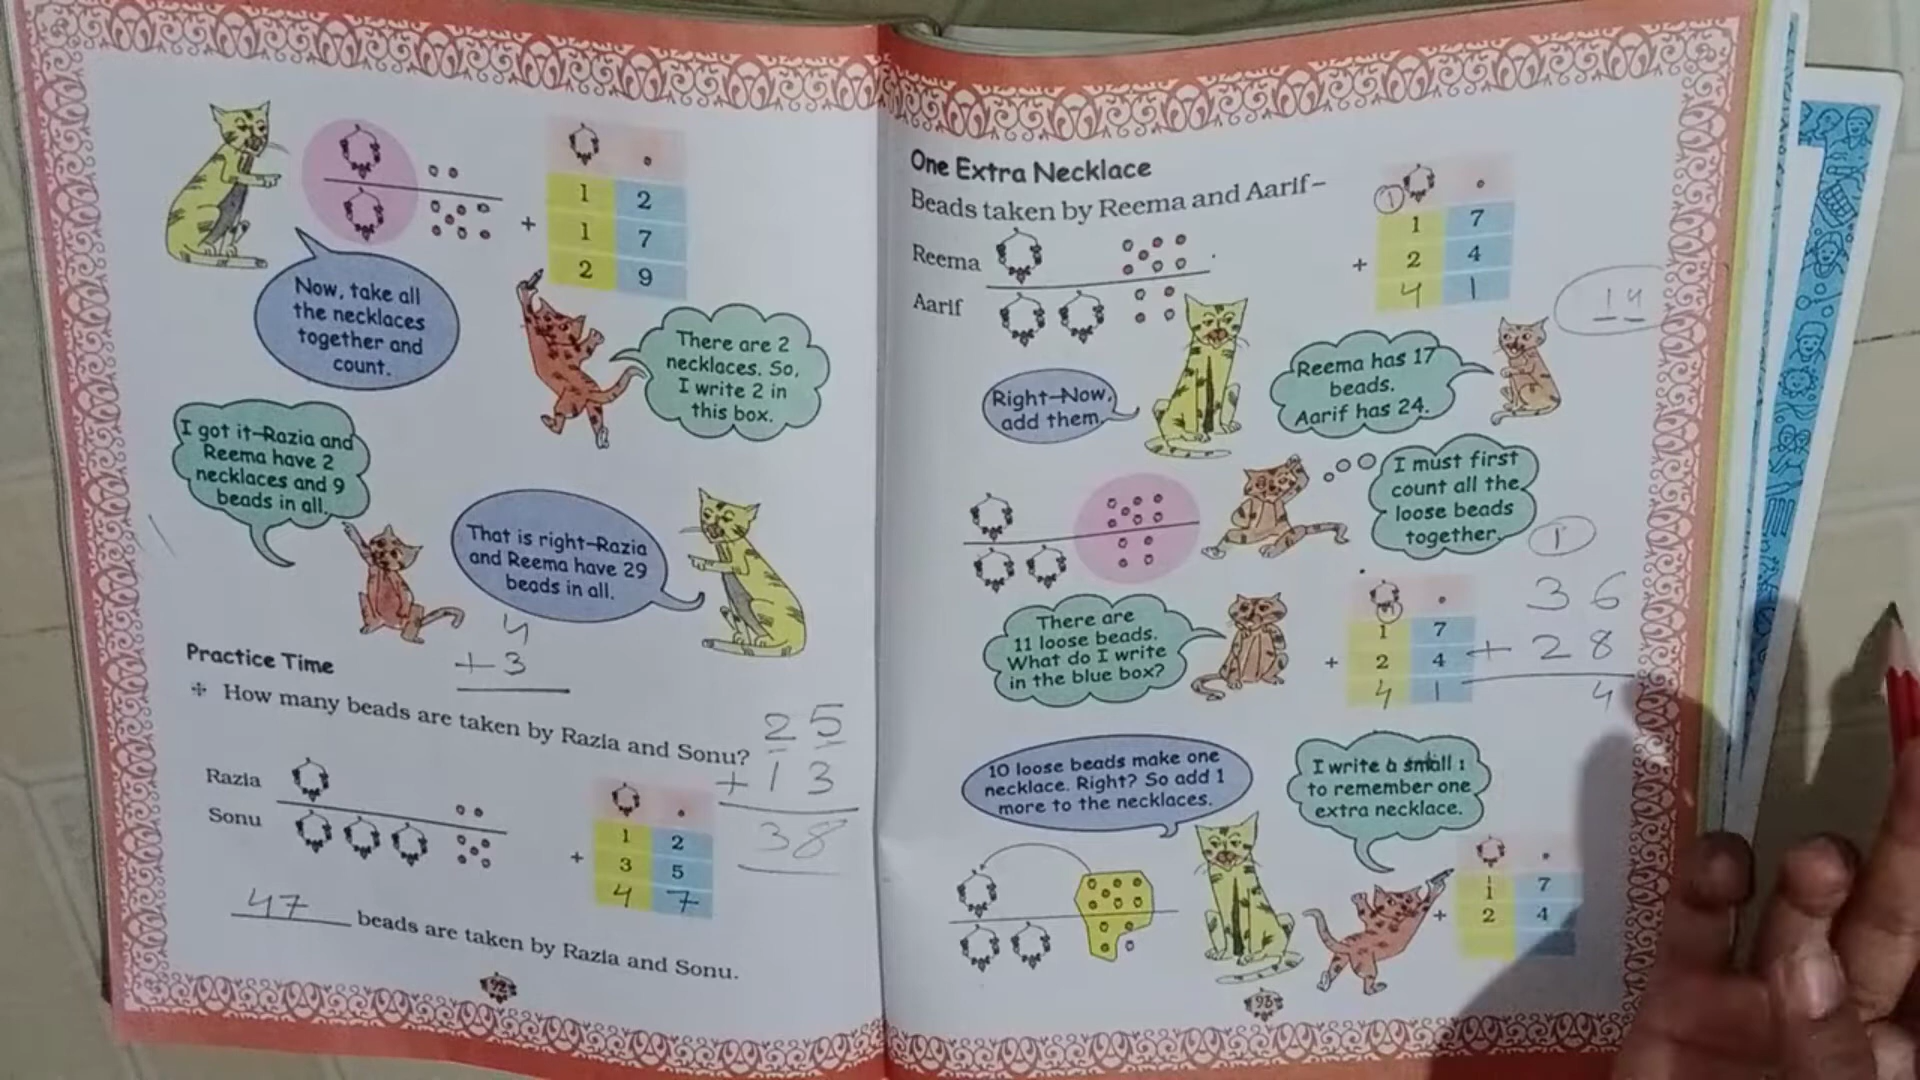 1 2
+ 1 7
2 9
Now, take all
the necklaces
together and
count.
There are 2
necklaces. So,
I write 2 in
this box.
I got it–Razia and
Reema have 2
necklaces and 9
beads in all.
That is right–Razia
and Reema have 29
beads in all.
4
+ 3
Practice Time
How many beads are taken by Razia and Sonu?
25
+ 13
38
Razia
Sonu
1 2
+ 3 5
4 7
47 beads are taken by Razia and Sonu.
92
One Extra Necklace
Beads taken by Reema and Aarif–
Reema
Aarif
1
1 7
+ 2 4
4 1
14
Right–Now,
add them.
Reema has 17
beads.
Aarif has 24.
I must first
count all the
loose beads
together.
1
36
+ 28
4
There are
11 loose beads.
What do I write
in the blue box?
1 7
+ 2 4
4 1
10 loose beads make one
necklace. Right? So add 1
more to the necklaces.
I write a small 1
to remember one
extra necklace.
1
1 7
+ 2 4
93